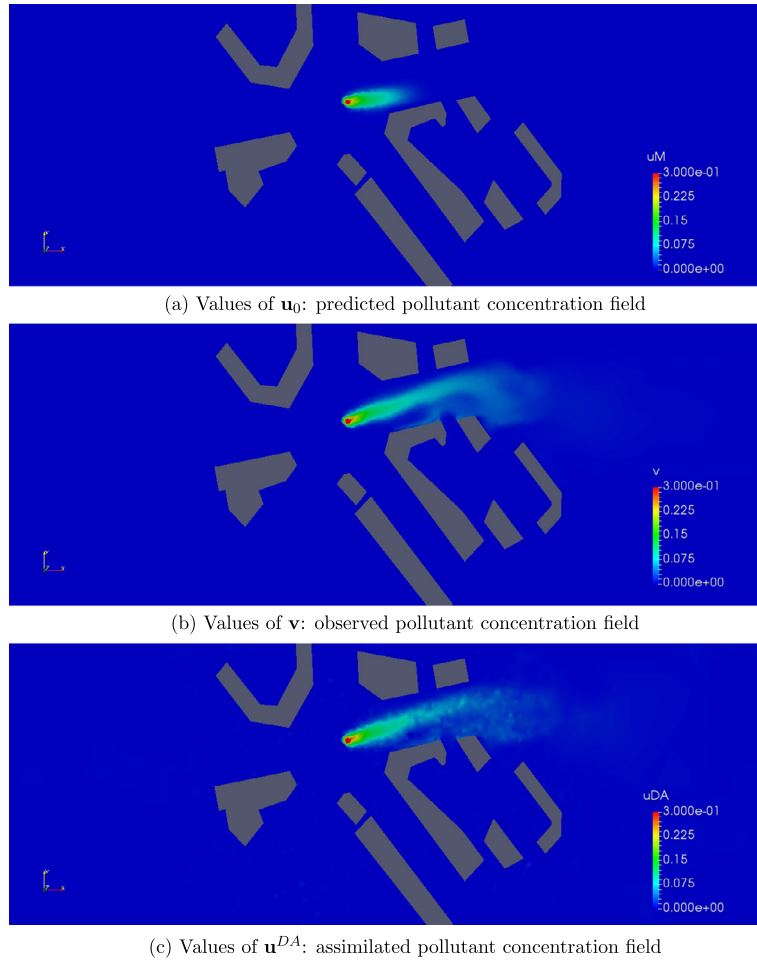 uM
3.000e-01
0.225
0.15
0.075
0.000e+00
(a) Values of u₀: predicted pollutant concentration field
v
3.000e-01
0.225
0.15
0.075
0.000e+00
(b) Values of v: observed pollutant concentration field
uDA
3.000e-01
0.225
0.15
0.075
0.000e+00
(c) Values of u^{DA}: assimilated pollutant concentration field